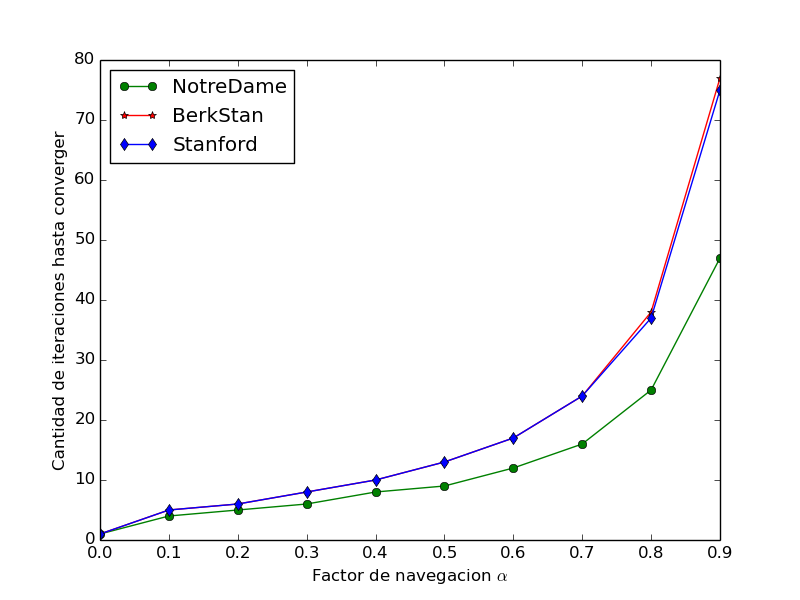 NotreDame
BerkStan
Stanford
80
70
60
50
40
30
20
10
0
Cantidad de iteraciones hasta converger
0.0 0.1 0.2 0.3 0.4 0.5 0.6 0.7 0.8 0.9
Factor de navegacion α